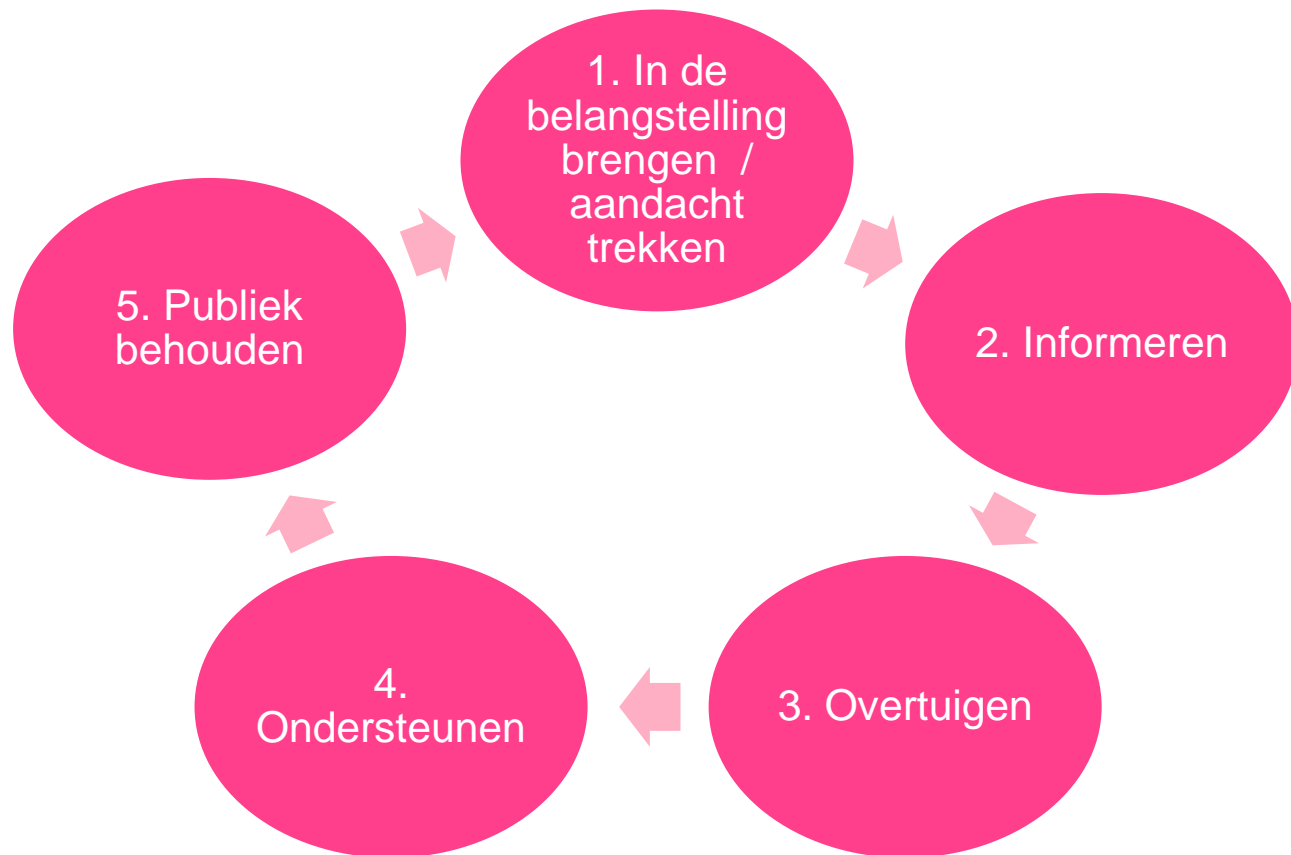 1. In de
belangstelling
brengen /
aandacht
trekken
2. Informeren
3. Overtuigen
4.
Ondersteunen
5. Publiek
behouden